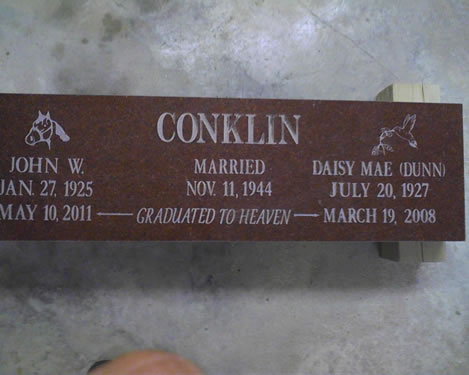 CONKLIN
JOHN W. MARRIED DAISY MAE (DUNN)
JAN. 27, 1925 NOV. 11, 1944 JULY 20, 1927
MAY 10, 2011 — GRADUATED TO HEAVEN — MARCH 19, 2008